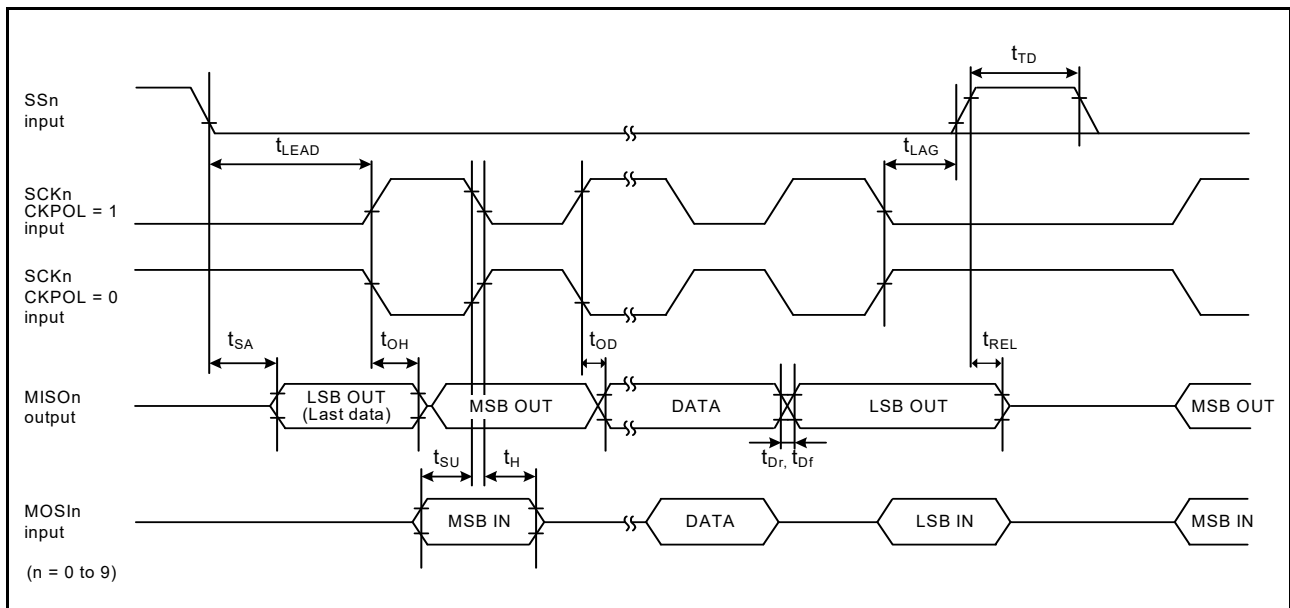 tTD
SSn
input
tLEAD
tLAG
SCKn
CKPOL = 1
input
SCKn
CKPOL = 0
input
tSA
tOH
tOD
tREL
MISOn
output
LSB OUT
(Last data)
MSB OUT
DATA
LSB OUT
MSB OUT
tSU
tH
tDr, tDf
MOSIn
input
MSB IN
DATA
LSB IN
MSB IN
(n = 0 to 9)